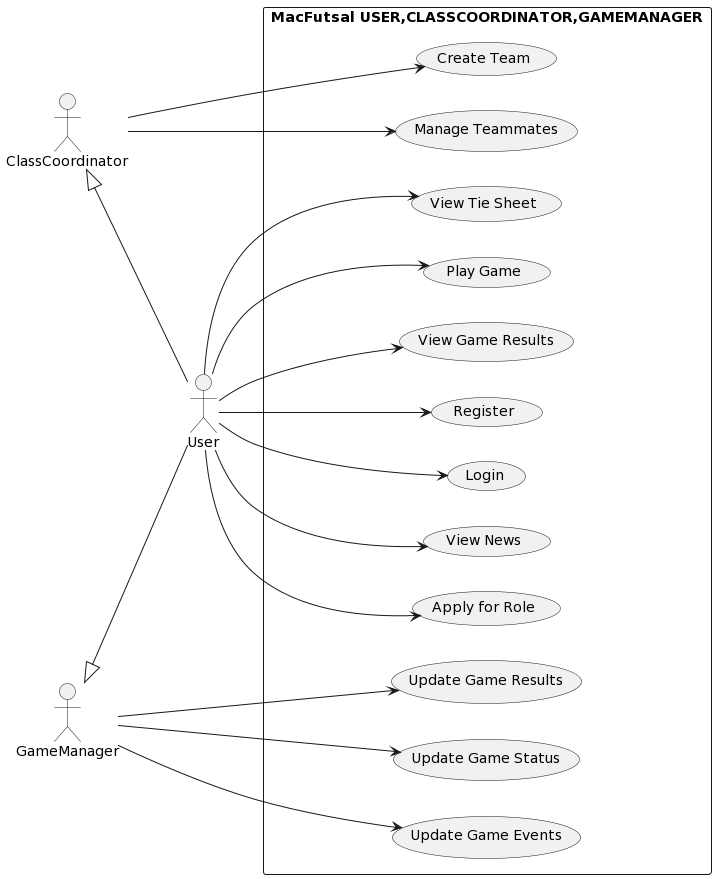 MacFutsal USER,CLASSCOORDINATOR,GAMEMANAGER
Create Team
Manage Teammates
ClassCoordinator
View Tie Sheet
Play Game
View Game Results
Register
User
Login
View News
Apply for Role
Update Game Results
GameManager
Update Game Status
Update Game Events